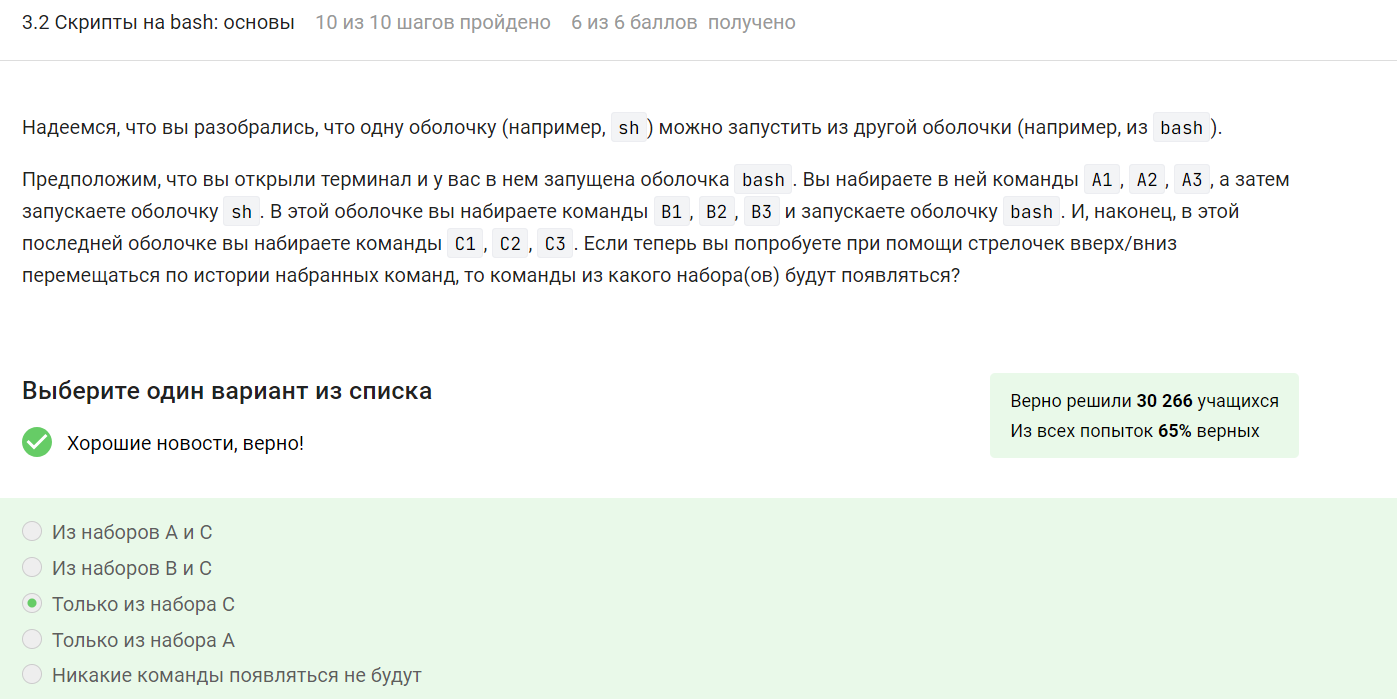 3.2 Скрипты на bash: основы 10 из 10 шагов пройдено 6 из 6 баллов получено
Надеемся, что вы разобрались, что одну оболочку (например, sh) можно запустить из другой оболочки (например, из bash).
Предположим, что вы открыли терминал и у вас в нем запущена оболочка bash. Вы набираете в ней команды A1, A2, A3, а затем
запускаете оболочку sh. В этой оболочке вы набираете команды B1, B2, B3 и запускаете оболочку bash. И, наконец, в этой
последней оболочке вы набираете команды C1, C2, C3. Если теперь вы попробуете при помощи стрелочек вверх/вниз
перемещаться по истории набранных команд, то команды из какого набора(ов) будут появляться?
Выберите один вариант из списка
Хорошие новости, верно!
Верно решили 30 266 учащихся
Из всех попыток 65% верных
Из наборов А и С
Из наборов В и С
Только из набора С
Только из набора А
Никакие команды появляться не будут